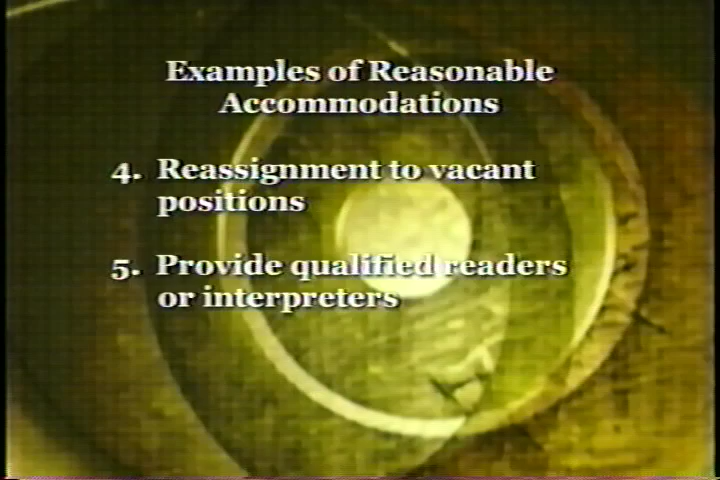 Examples of Reasonable
Accommodations
4. Reassignment to vacant
positions
5. Provide qualified readers
or interpreters